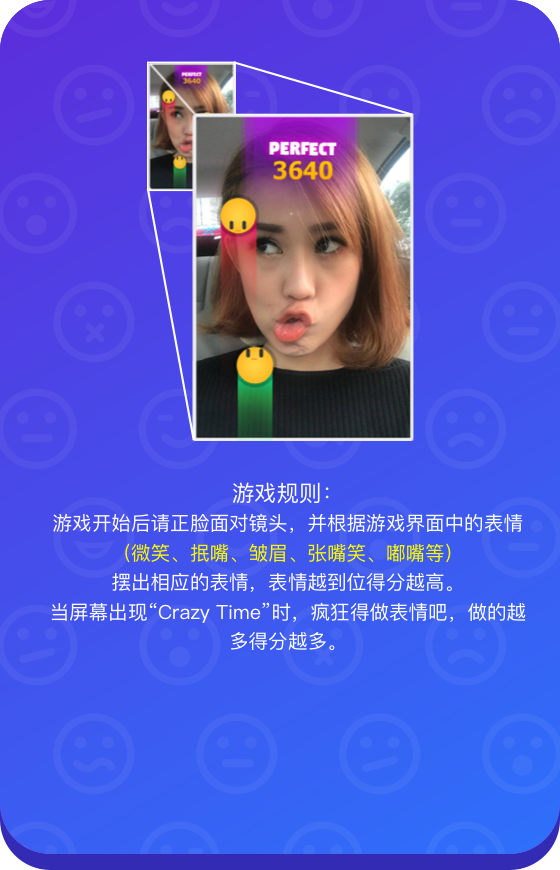 PERFECT
3640
PERFECT
3640
游戏规则：
游戏开始后请正脸面对镜头，并根据游戏界面中的表情
（微笑、抿嘴、皱眉、张嘴笑、嘟嘴等）
摆出相应的表情，表情越到位得分越高。
当屏幕出现“Crazy Time”时，疯狂得做表情吧，做的越
多得分越多。